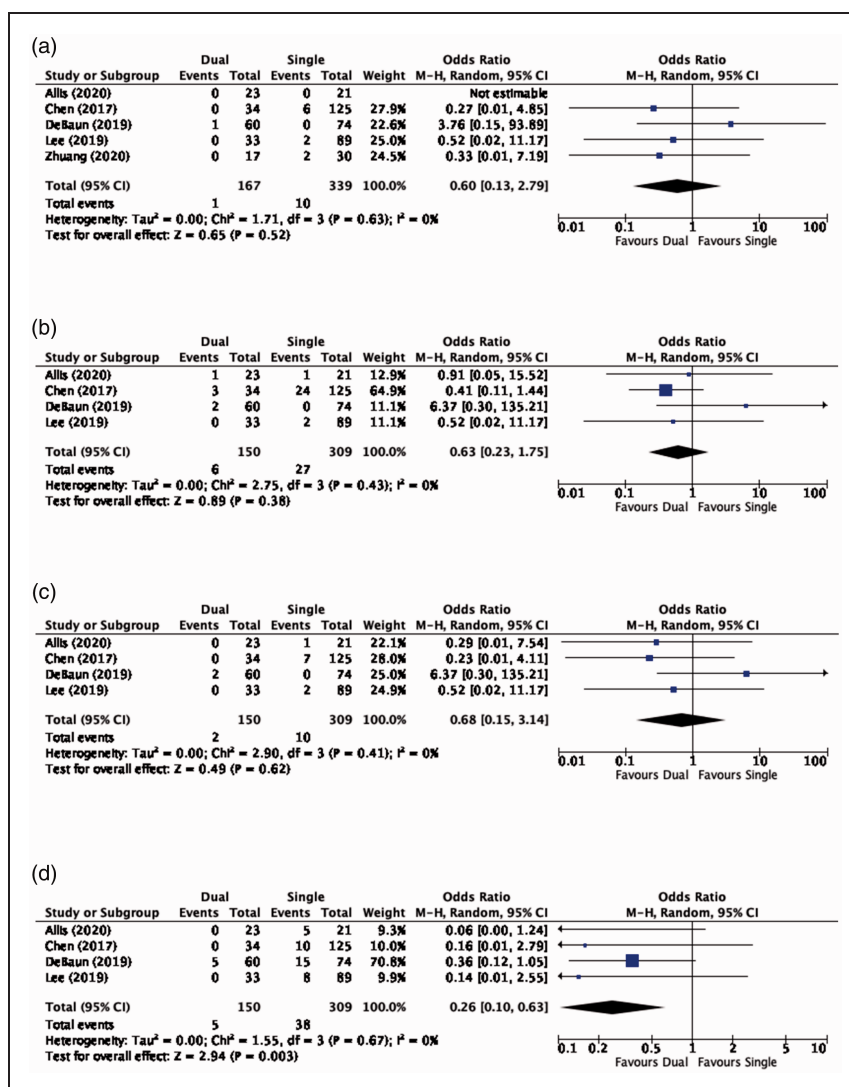 (a)
Dual Single Odds Ratio Odds Ratio
Study or Subgroup Events Total Events Total Weight M-H, Random, 95% CI M-H, Random, 95% CI
Allis (2020) 0 23 0 21 Not estimable
Chen (2017) 0 34 6 125 27.9% 0.27 [0.01, 4.85]
DeBaun (2019) 1 60 0 74 22.6% 3.76 [0.15, 93.89]
Lee (2019) 0 33 2 89 25.0% 0.52 [0.02, 11.17]
Zhuang (2020) 0 17 2 30 24.5% 0.33 [0.01, 7.19]
Total (95% CI) 167 339 100.0% 0.60 [0.13, 2.79]
Total events 1 10
Heterogeneity: Tau² = 0.00; Chi² = 1.71, df = 3 (P = 0.63); I² = 0%
Test for overall effect: Z = 0.65 (P = 0.52)
0.01 0.1 1 10 100
Favours Dual Favours Single
(b)
Dual Single Odds Ratio Odds Ratio
Study or Subgroup Events Total Events Total Weight M-H, Random, 95% CI M-H, Random, 95% CI
Allis (2020) 1 23 1 21 12.9% 0.91 [0.05, 15.52]
Chen (2017) 3 34 24 125 64.9% 0.41 [0.11, 1.44]
DeBaun (2019) 2 60 0 74 11.1% 6.37 [0.30, 135.21]
Lee (2019) 0 33 2 89 11.1% 0.52 [0.02, 11.17]
Total (95% CI) 150 309 100.0% 0.63 [0.23, 1.75]
Total events 6 27
Heterogeneity: Tau² = 0.00; Chi² = 2.75, df = 3 (P = 0.43); I² = 0%
Test for overall effect: Z = 0.89 (P = 0.38)
0.01 0.1 1 10 100
Favours Dual Favours Single
(c)
Dual Single Odds Ratio Odds Ratio
Study or Subgroup Events Total Events Total Weight M-H, Random, 95% CI M-H, Random, 95% CI
Allis (2020) 0 23 1 21 22.1% 0.29 [0.01, 7.54]
Chen (2017) 0 34 7 125 28.0% 0.23 [0.01, 4.11]
DeBaun (2019) 2 60 0 74 25.0% 6.37 [0.30, 135.21]
Lee (2019) 0 33 2 89 24.9% 0.52 [0.02, 11.17]
Total (95% CI) 150 309 100.0% 0.68 [0.15, 3.14]
Total events 2 10
Heterogeneity: Tau² = 0.00; Chi² = 2.90, df = 3 (P = 0.41); I² = 0%
Test for overall effect: Z = 0.49 (P = 0.62)
0.01 0.1 1 10 100
Favours Dual Favours Single
(d)
Dual Single Odds Ratio Odds Ratio
Study or Subgroup Events Total Events Total Weight M-H, Random, 95% CI M-H, Random, 95% CI
Allis (2020) 0 23 5 21 9.3% 0.06 [0.00, 1.24]
Chen (2017) 0 34 10 125 10.0% 0.16 [0.01, 2.79]
DeBaun (2019) 5 60 15 74 70.8% 0.36 [0.12, 1.05]
Lee (2019) 0 33 8 89 9.9% 0.14 [0.01, 2.55]
Total (95% CI) 150 309 100.0% 0.26 [0.10, 0.63]
Total events 5 38
Heterogeneity: Tau² = 0.00; Chi² = 1.55, df = 3 (P = 0.67); I² = 0%
Test for overall effect: Z = 2.94 (P = 0.003)
0.1 0.2 0.5 1 2 5 10
Favours Dual Favours Single